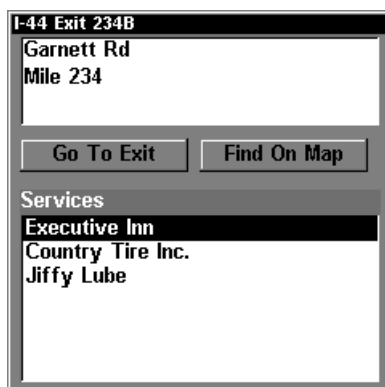 I-44 Exit 234B
Garnett Rd
Mile 234
Go To Exit
Find On Map
Services
Executive Inn
Country Tire Inc.
Jiffy Lube